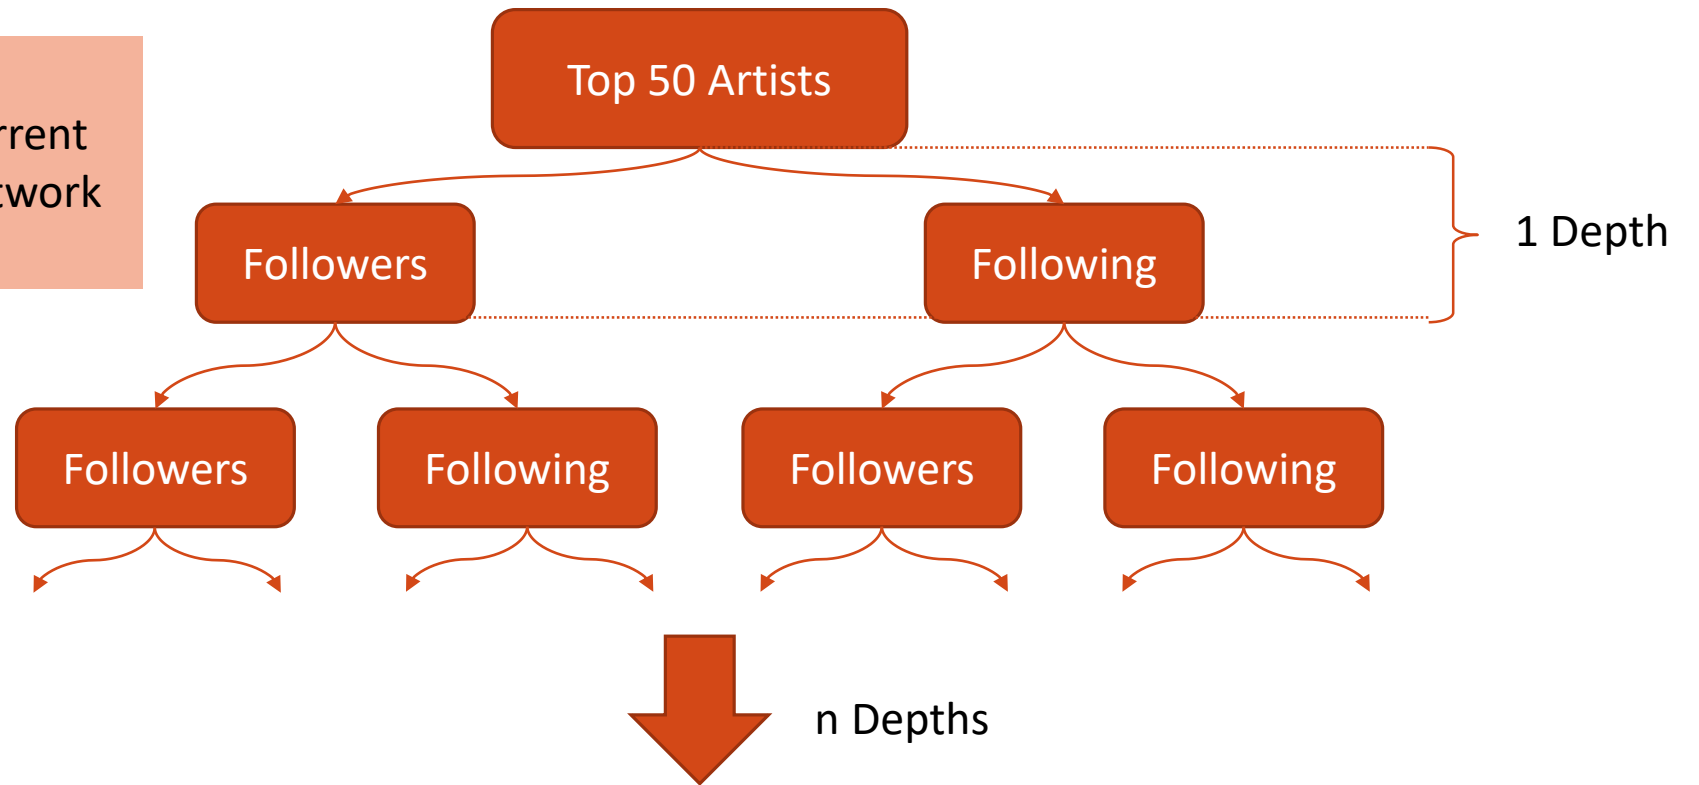 Top 50 Artists
rrent
twork
1 Depth
Followers
Following
Followers
Following
Followers
Following
n Depths